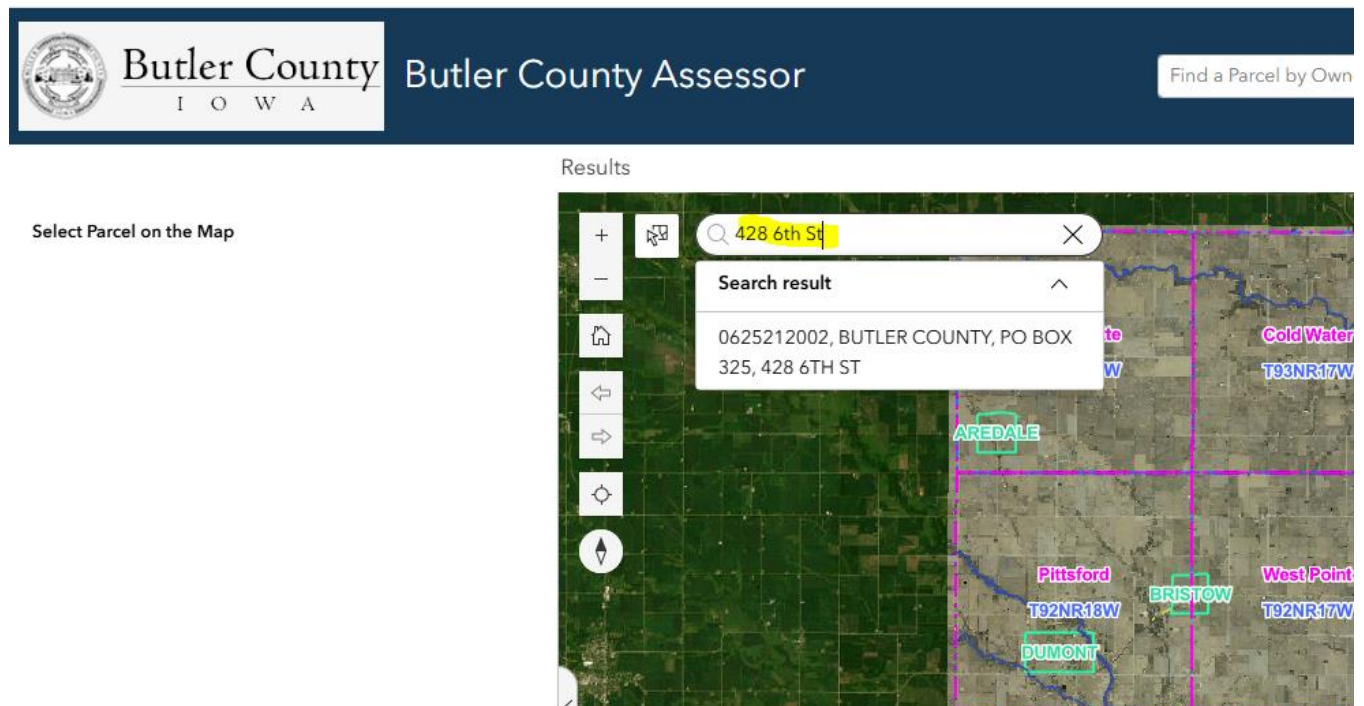 Butler County
IOWA
Butler County Assessor
Find a Parcel by Own
Results
Select Parcel on the Map
428 6th St
Search result
0625212002, BUTLER COUNTY, PO BOX
325, 428 6TH ST
te
W
Cold Water
T93NR17W
AREDALE
Pittsford
T92NR18W
BRISTOW
West Point
T92NR17W
DUMONT